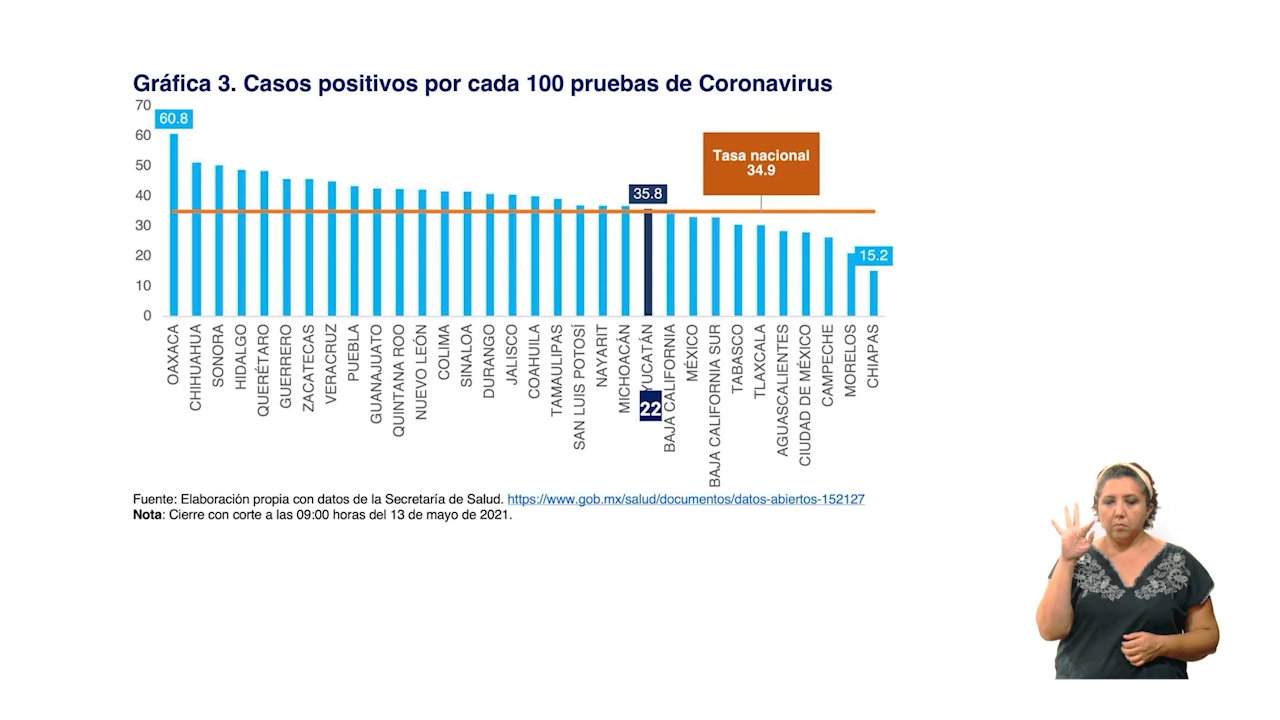 Gráfica 3. Casos positivos por cada 100 pruebas de Coronavirus
70
60
50
40
30
20
10
0
60.8
35.8
15.2
Tasa nacional
34.9
OAXACA
CHIHUAHUA
SONORA
HIDALGO
QUERÉTARO
GUERRERO
ZACATECAS
VERACRUZ
PUEBLA
GUANAJUATO
QUINTANA ROO
NUEVO LEÓN
COLIMA
SINALOA
DURANGO
JALISCO
COAHUILA
TAMAULIPAS
SAN LUIS POTOSÍ
NAYARIT
MICHOACÁN
YUCATÁN
22
BAJA CALIFORNIA
MÉXICO
BAJA CALIFORNIA SUR
TABASCO
TLAXCALA
AGUASCALIENTES
CIUDAD DE MÉXICO
CAMPECHE
MORELOS
CHIAPAS
Fuente: Elaboración propia con datos de la Secretaría de Salud. https://www.gob.mx/salud/documentos/datos-abiertos-152127
Nota: Cierre con corte a las 09:00 horas del 13 de mayo de 2021.